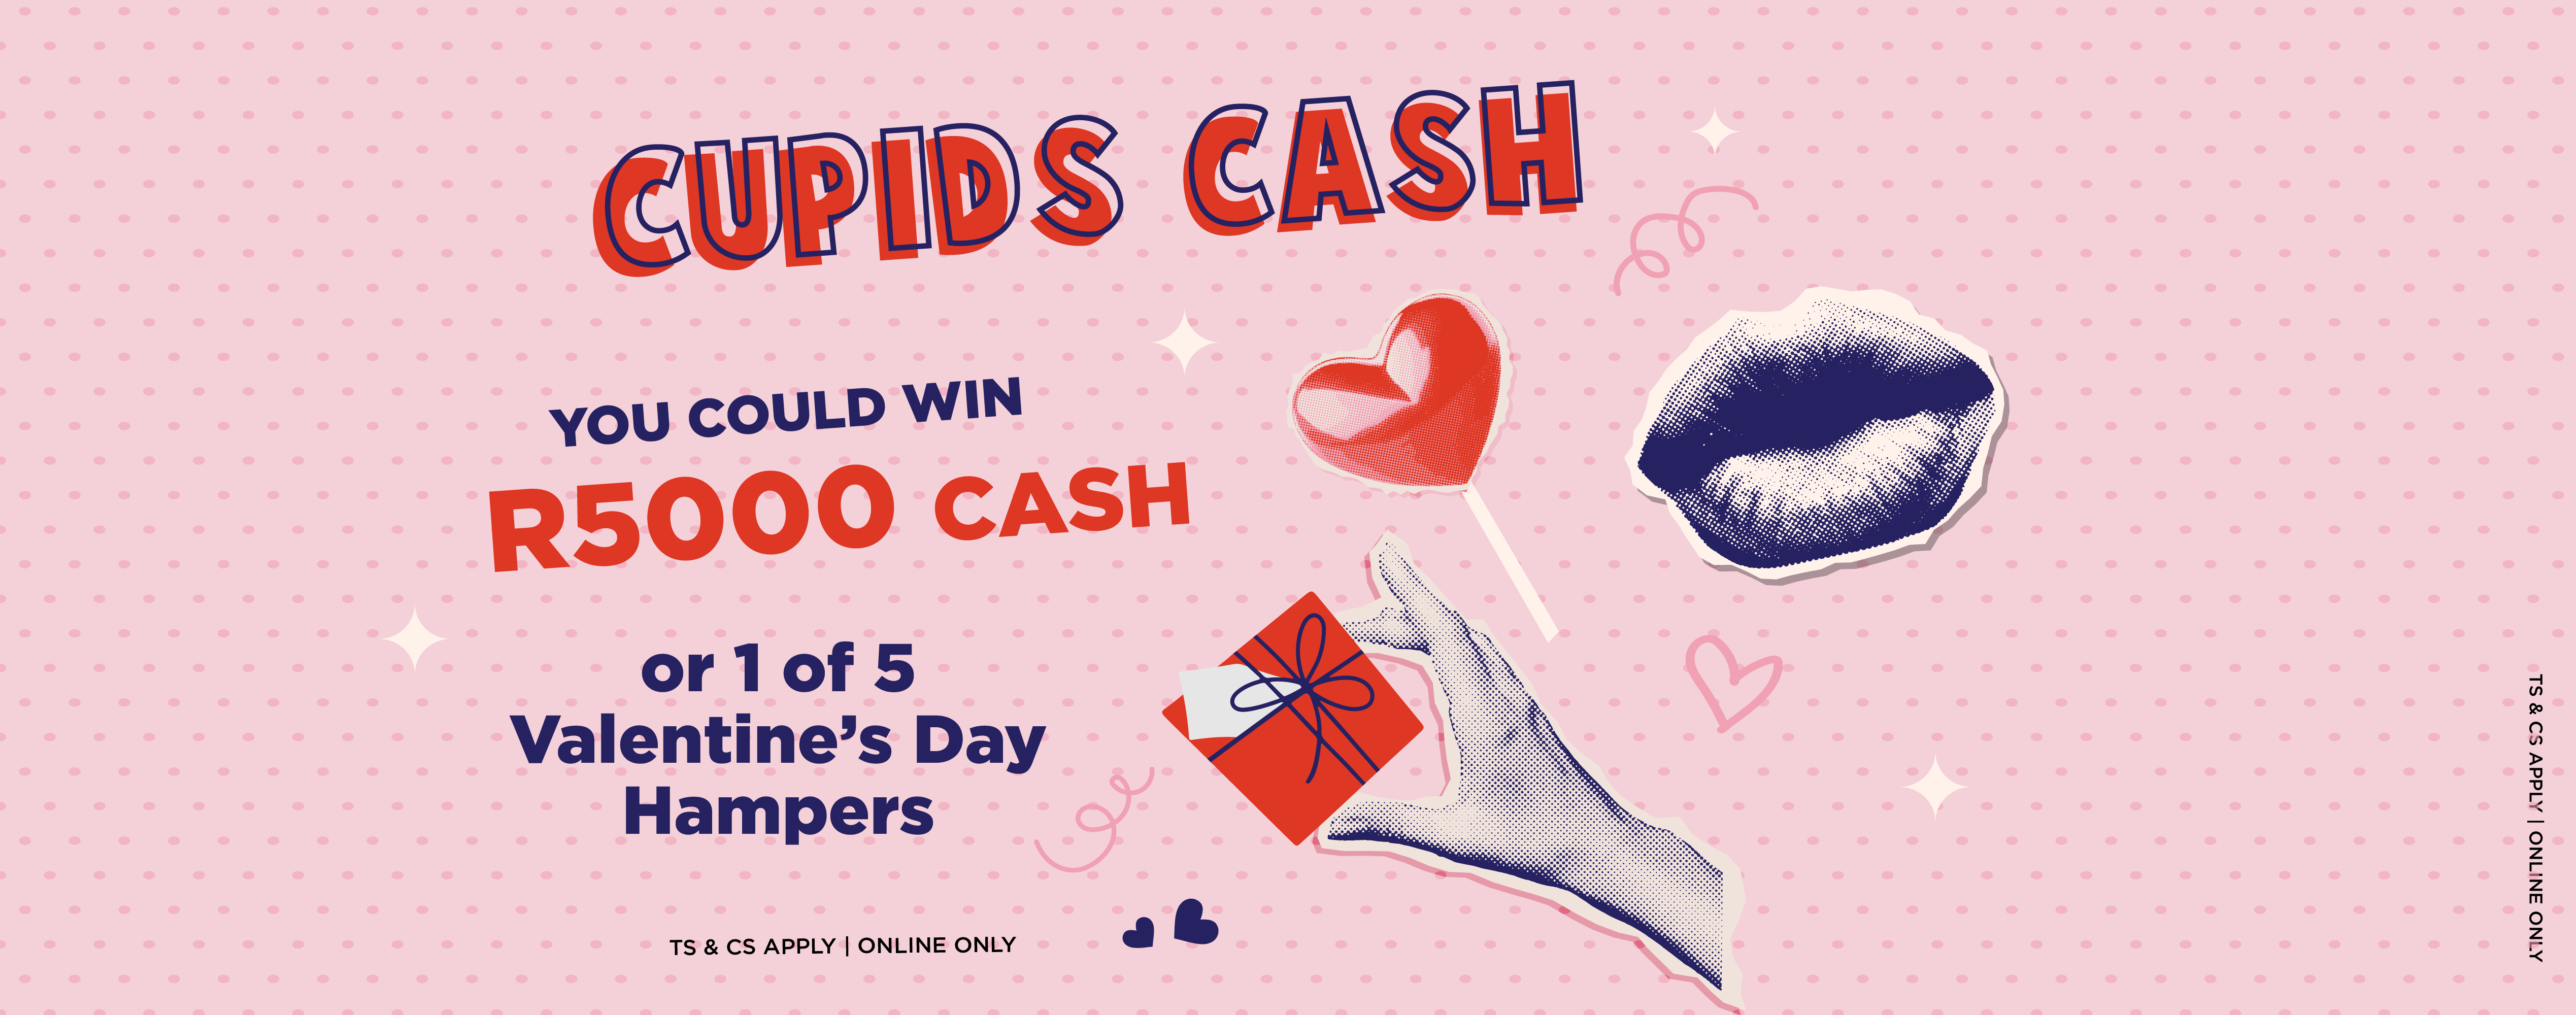 CUPIDS CASH
YOU COULD WIN
R5000 CASH
or 1 of 5
Valentine’s Day
Hampers
TS & CS APPLY | ONLINE ONLY
TS & CS APPLY | ONLINE ONLY